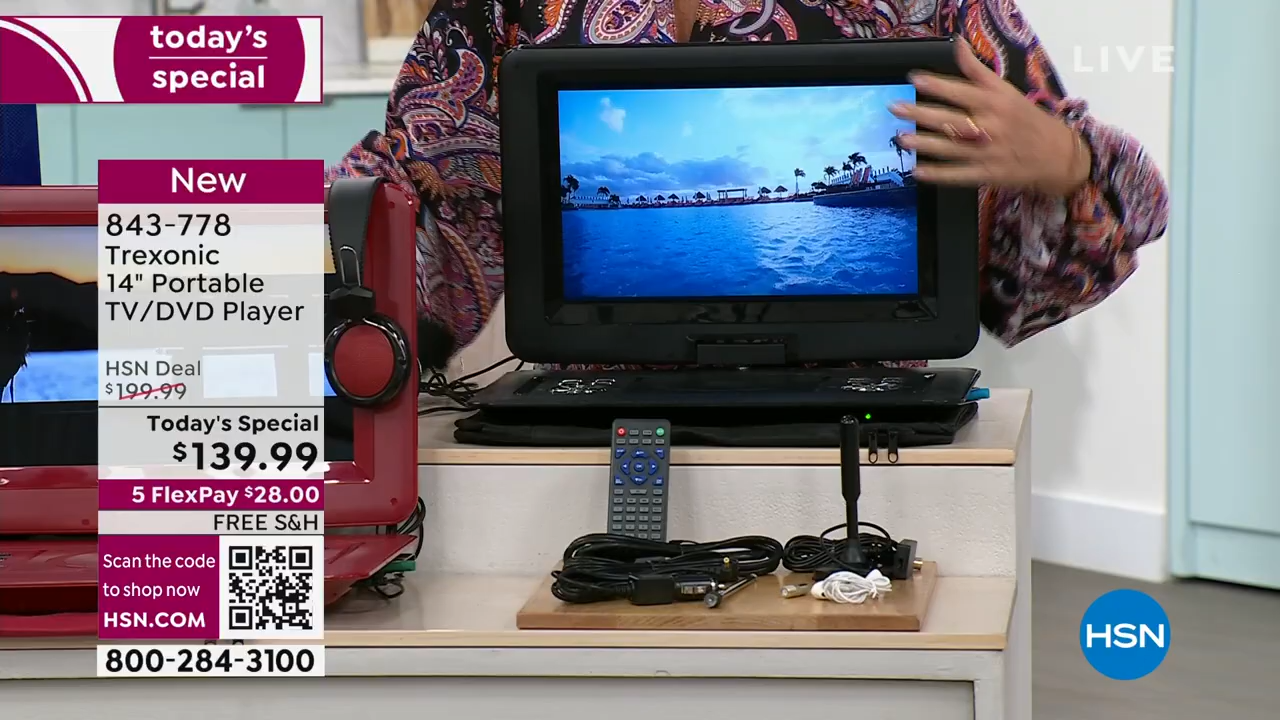 today's
special
LIVE
New
843-778
Trexonic
14" Portable
TV/DVD Player
HSN Deal
$199.99
Today's Special
$139.99
5 FlexPay $28.00
FREE S&H
Scan the code
to shop now
HSN.COM
800-284-3100
HSN